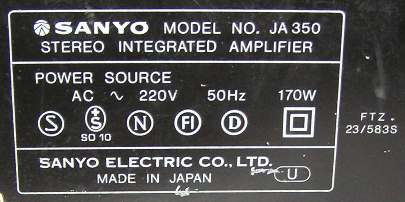 SANYO MODEL NO. JA 350
STEREO INTEGRATED AMPLIFIER
POWER SOURCE
AC ~ 220V 50Hz 170W
S S N FI D
SO 10
FTZ.
23/583S
SANYO ELECTRIC CO., LTD.
MADE IN JAPAN U